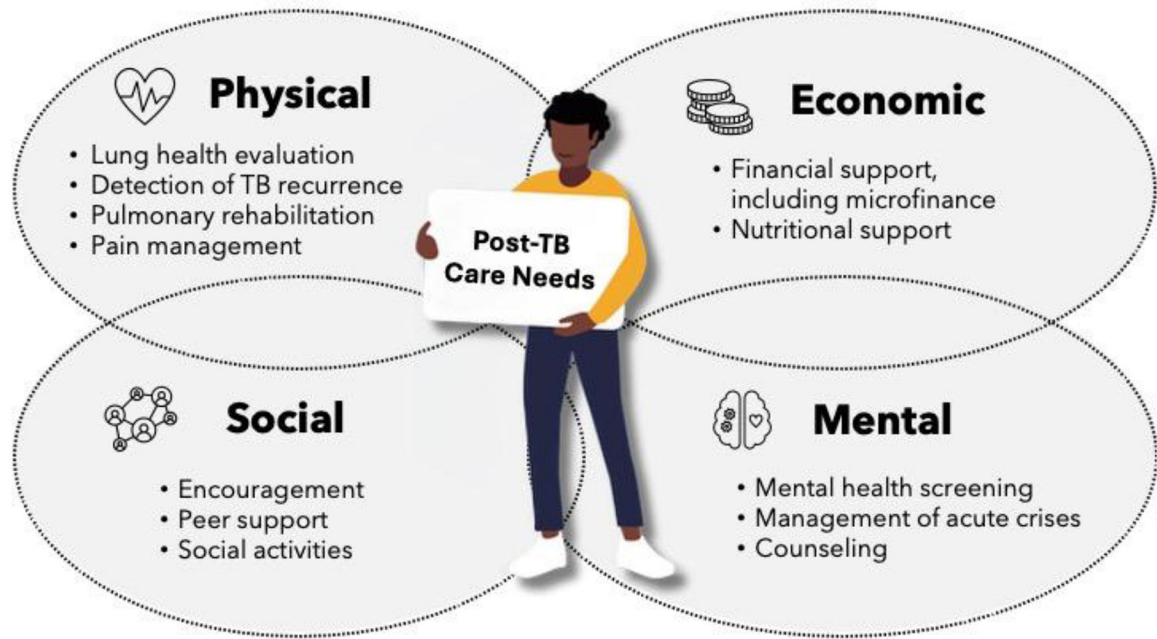 Physical
• Lung health evaluation
• Detection of TB recurrence
• Pulmonary rehabilitation
• Pain management
Economic
• Financial support,
including microfinance
• Nutritional support
Post-TB
Care Needs
Social
• Encouragement
• Peer support
• Social activities
Mental
• Mental health screening
• Management of acute crises
• Counseling